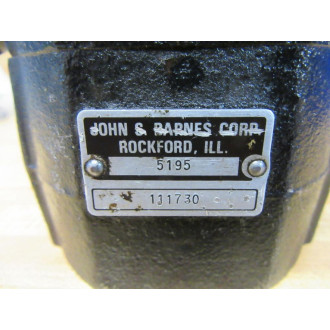 JOHN S. BARNES CORP.
ROCKFORD, ILL.
5195
111730